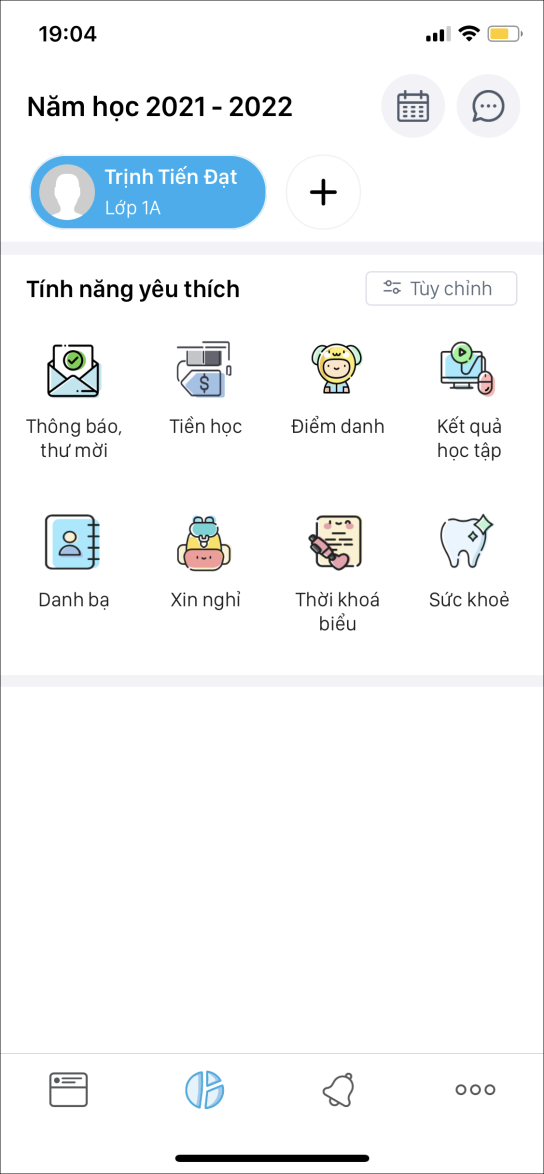 19:04
Năm học 2021 - 2022
Trịnh Tiến Đạt
Lớp 1A
Tính năng yêu thích
Tùy chỉnh
Thông báo,
thư mời
Tiền học
Điểm danh
Kết quả
học tập
Danh bạ
Xin nghỉ
Thời khoá
biểu
Sức khoẻ